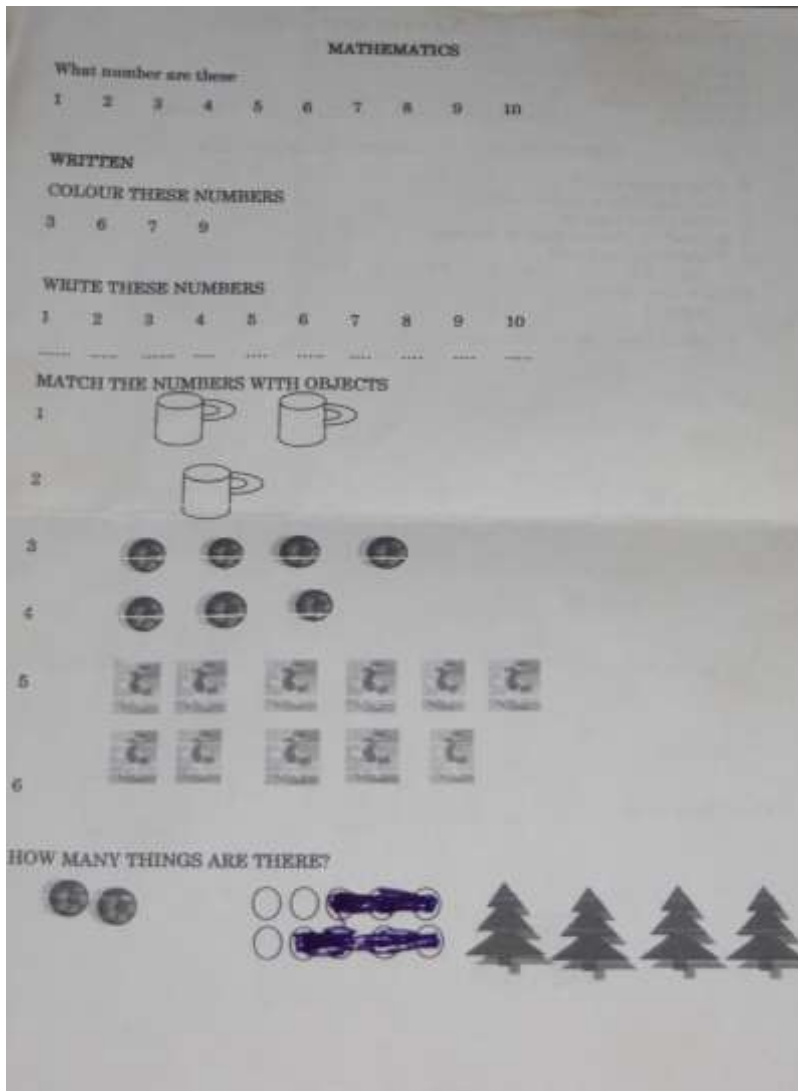 MATHEMATICS
What number are these
1 2 3 4 5 6 7 8 9 10
WRITTEN
COLOUR THESE NUMBERS
3 6 7 9
WRITE THESE NUMBERS
1 2 3 4 5 6 7 8 9 10
..... .... ..... .... .... .... .... .... .... .....
MATCH THE NUMBERS WITH OBJECTS
1
2
3
4
5
6
HOW MANY THINGS ARE THERE?